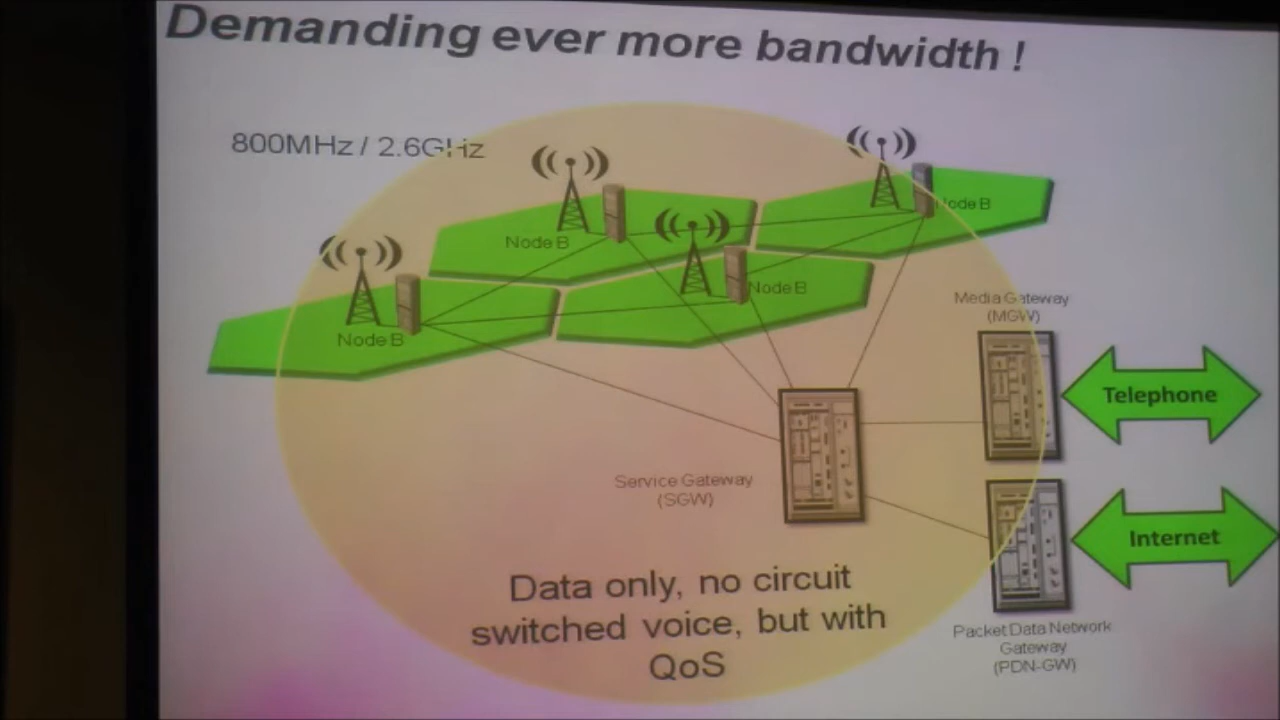 Demanding ever more bandwidth !
800MHz / 2.6GHz
Node B
Node B
Node B
Node B
Media Gateway
(MGW)
Telephone
Service Gateway
(SGW)
Internet
Data only, no circuit
switched voice, but with
QoS
Packet Data Network
Gateway
(PDN-GW)